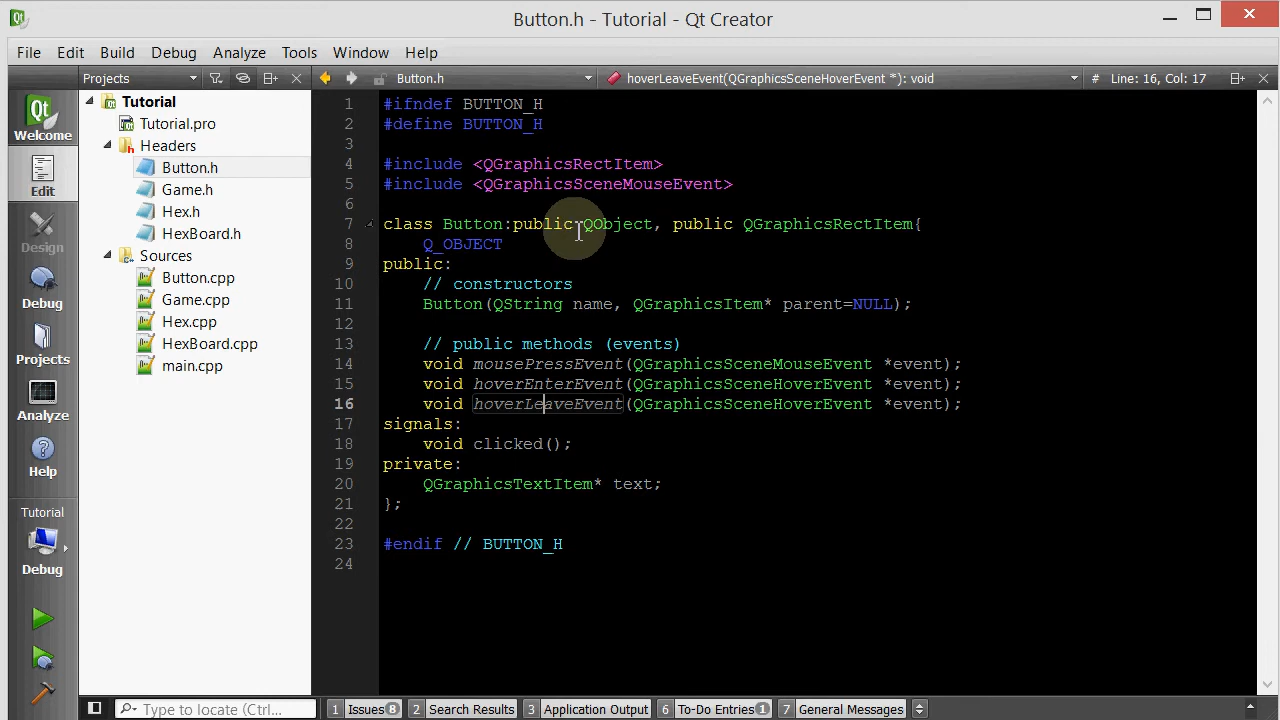 Qt
Button.h - Tutorial - Qt Creator
File Edit Build Debug Analyze Tools Window Help
Projects
Button.h
hoverLeaveEvent(QGraphicsSceneHoverEvent *): void
# Line: 16, Col: 17
Qt
Welcome
Edit
Design
Debug
Projects
Analyze
Help
Tutorial
Debug
Tutorial
Tutorial.pro
Headers
Button.h
Game.h
Hex.h
HexBoard.h
Sources
Button.cpp
Game.cpp
Hex.cpp
HexBoard.cpp
main.cpp
1 #ifndef BUTTON_H
2 #define BUTTON_H
3
4 #include <QGraphicsRectItem>
5 #include <QGraphicsSceneMouseEvent>
6
7 class Button:public QObject, public QGraphicsRectItem{
8 Q_OBJECT
9 public:
10 // constructors
11 Button(QString name, QGraphicsItem* parent=NULL);
12
13 // public methods (events)
14 void mousePressEvent(QGraphicsSceneMouseEvent *event);
15 void hoverEnterEvent(QGraphicsSceneHoverEvent *event);
16 void hoverLeaveEvent(QGraphicsSceneHoverEvent *event);
17 signals:
18 void clicked();
19 private:
20 QGraphicsTextItem* text;
21 };
22
23 #endif // BUTTON_H
24
Type to locate (Ctrl...
1 Issues 8
2 Search Results
3 Application Output
6 To-Do Entries 1
7 General Messages